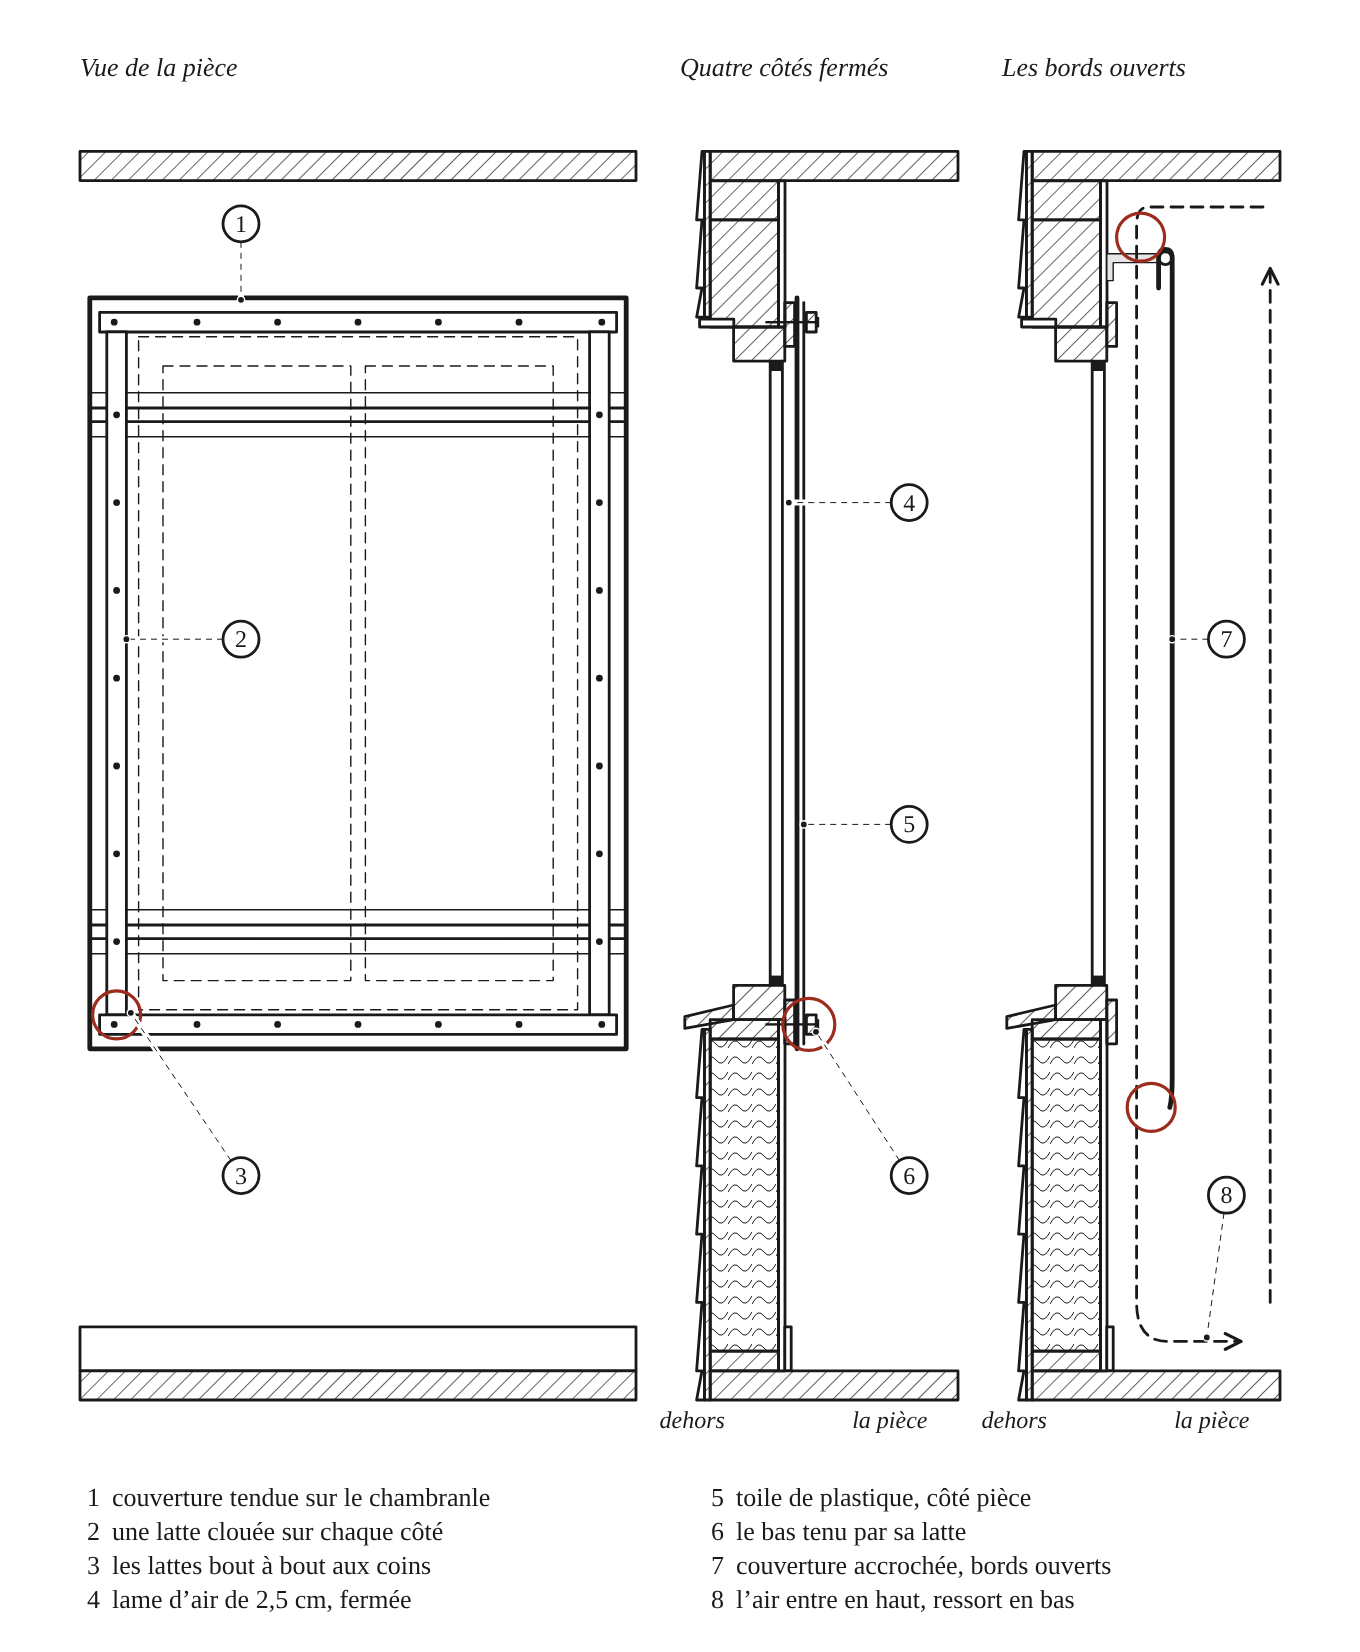 Vue de la pièce
Quatre côtés fermés
Les bords ouverts
1
2
3
4
5
6
7
8
dehors
la pièce
dehors
la pièce
1 couverture tendue sur le chambranle
2 une latte clouée sur chaque côté
3 les lattes bout à bout aux coins
4 lame d’air de 2,5 cm, fermée
5 toile de plastique, côté pièce
6 le bas tenu par sa latte
7 couverture accrochée, bords ouverts
8 l’air entre en haut, ressort en bas